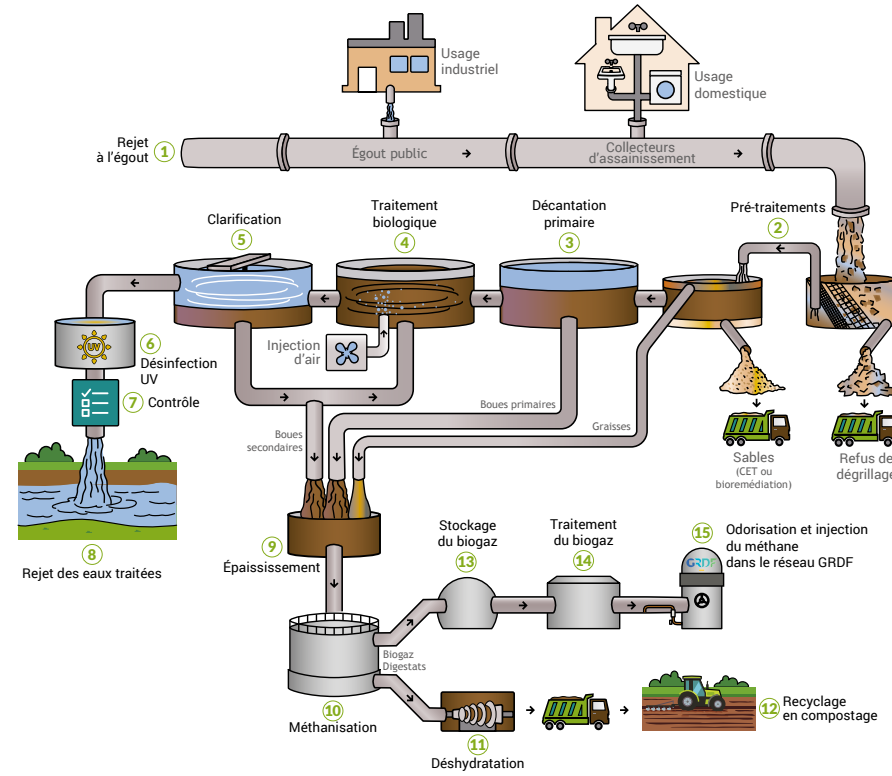 Usage
industriel
Usage
domestique
Rejet
à l'égout
1
Égout public
Collecteurs
d'assainissement
Pré-traitements
2
Décantation
primaire
3
Traitement
biologique
4
Clarification
5
Injection
d'air
UV
6
Désinfection
UV
7
Contrôle
Boues
secondaires
Boues primaires
Graisses
Sables
(CET ou
bioremédiation)
Refus de
dégrillage
8
Rejet des eaux traitées
9
Épaississement
Stockage
du biogaz
13
Traitement
du biogaz
14
15
Odorisation et injection
du méthane
dans le réseau GRDF
GRDF
Biogaz
Digestats
10
Méthanisation
11
Déshydratation
12
Recyclage
en compostage